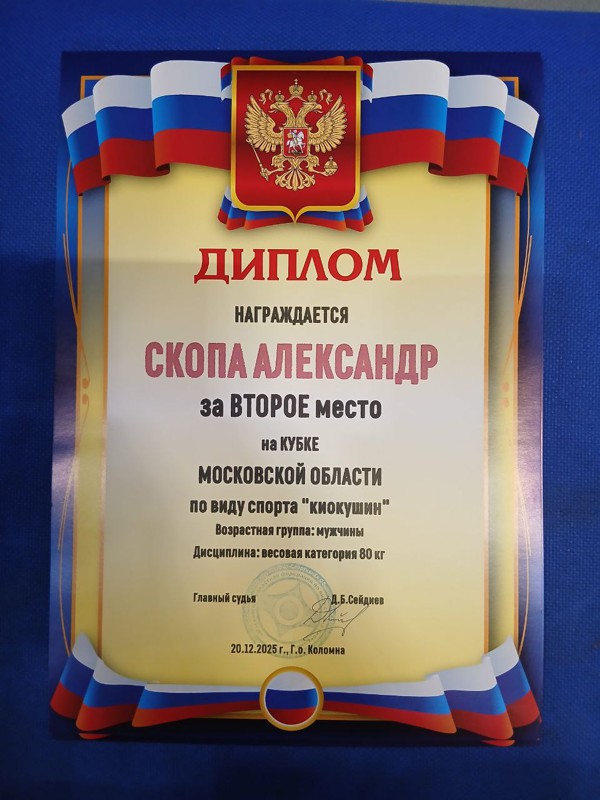 ДИПЛОМ
НАГРАЖДАЕТСЯ
СКОПА АЛЕКСАНДР
за ВТОРОЕ место
на КУБКЕ
МОСКОВСКОЙ ОБЛАСТИ
по виду спорта "киокушин"
Возрастная группа: мужчины
Дисциплина: весовая категория 80 кг
Главный судья Д.Б.Сейдиев
20.12.2025 г., Г.о. Коломна